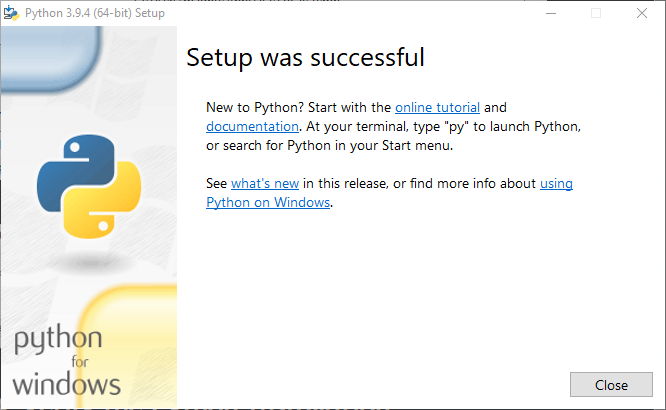 Python 3.9.4 (64-bit) Setup
Setup was successful
New to Python? Start with the online tutorial and
documentation. At your terminal, type "py" to launch Python,
or search for Python in your Start menu.
See what's new in this release, or find more info about using
Python on Windows.
python
for
windows
Close